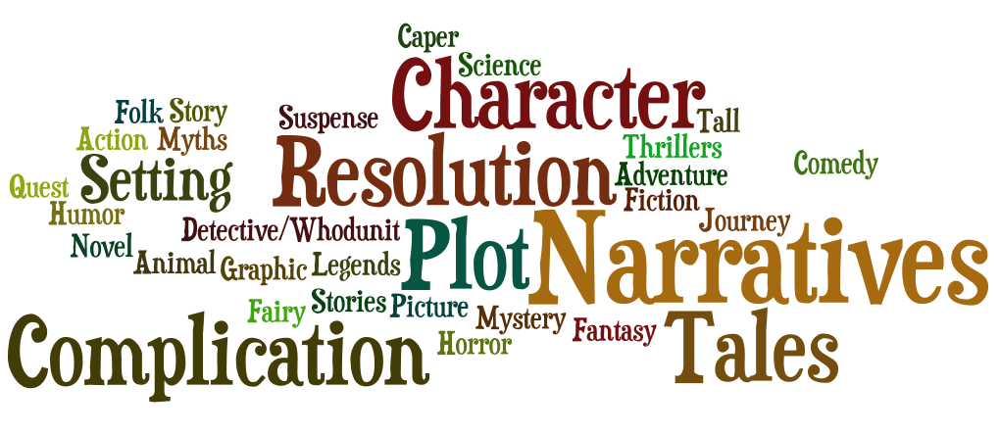 Caper
Science
Character
Folk Story
Suspense
Tall
Action Myths
Thrillers
Comedy
Setting
Resolution
Adventure
Quest
Fiction
Humor
Journey
Novel
Detective/Whodunit
Plot
Narratives
Animal
Graphic
Legends
Fairy
Stories
Picture
Mystery
Fantasy
Tales
Complication
Horror